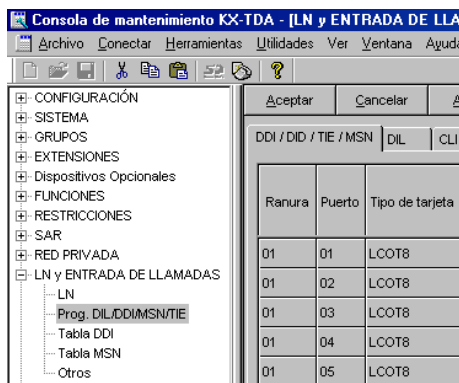 Consola de mantenimiento KX-TDA - [LN y ENTRADA DE LLA
Archivo Conectar Herramientas Utilidades Ver Ventana Ayuda
CONFIGURACIÓN
SISTEMA
GRUPOS
EXTENSIONES
Dispositivos Opcionales
FUNCIONES
RESTRICCIONES
SAR
RED PRIVADA
LN y ENTRADA DE LLAMADAS
LN
Prog. DIL/DDI/MSN/TIE
Tabla DDI
Tabla MSN
Otros
Aceptar Cancelar A
DDI / DID / TIE / MSN DIL CLI
Ranura Puerto Tipo de tarjeta
01 01 LCOT8
01 02 LCOT8
01 03 LCOT8
01 04 LCOT8
01 05 LCOT8